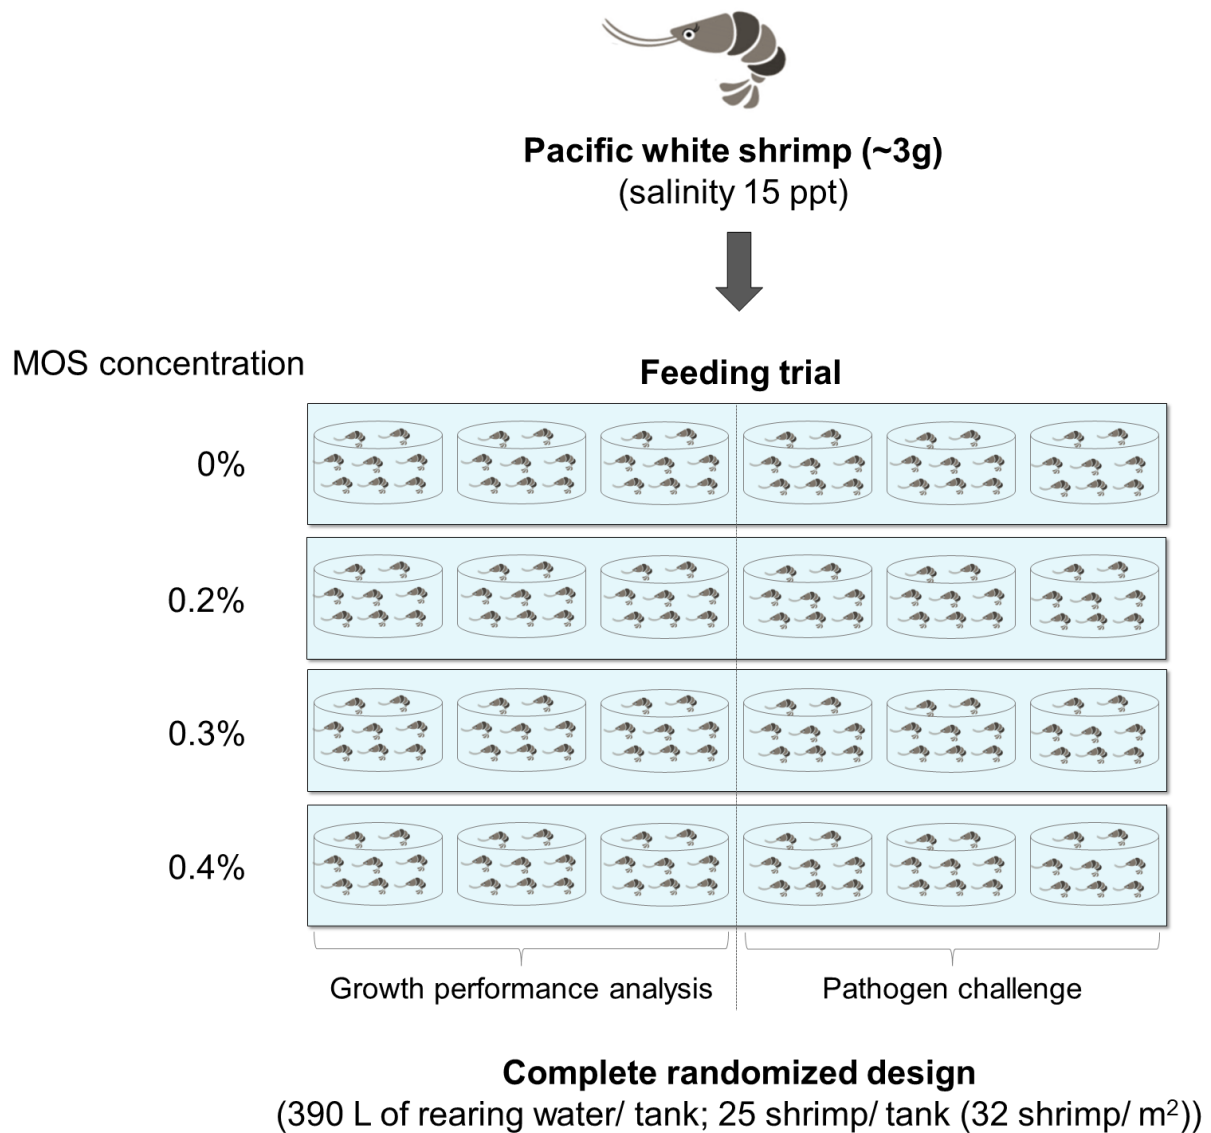 Pacific white shrimp (~3g)
(salinity 15 ppt)
MOS concentration
Feeding trial
0%
0.2%
0.3%
0.4%
Growth performance analysis
Pathogen challenge
Complete randomized design
(390 L of rearing water/ tank; 25 shrimp/ tank (32 shrimp/ m²))